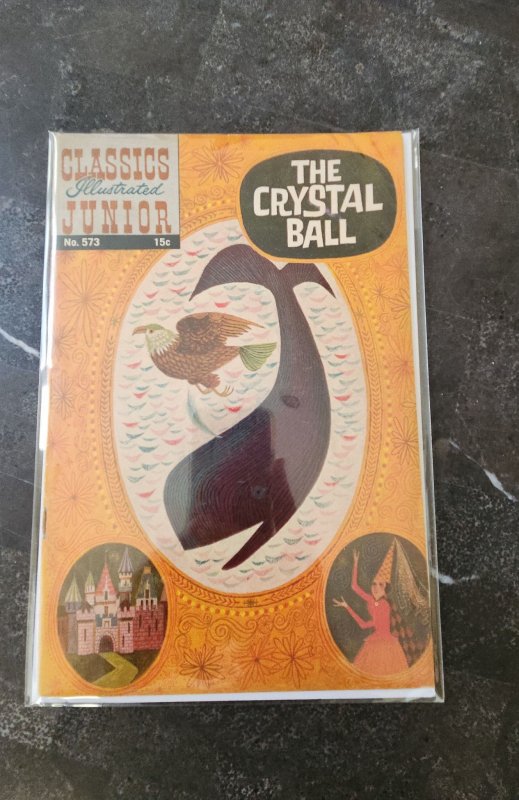 CLASSICS
Illustrated
JUNIOR
No. 573 15c
THE
CRYSTAL
BALL